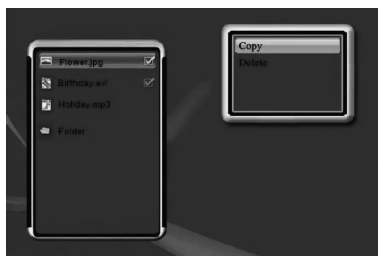 Flower.jpg
Birthday.avi
Holiday.mp3
Folder
Copy
Delete